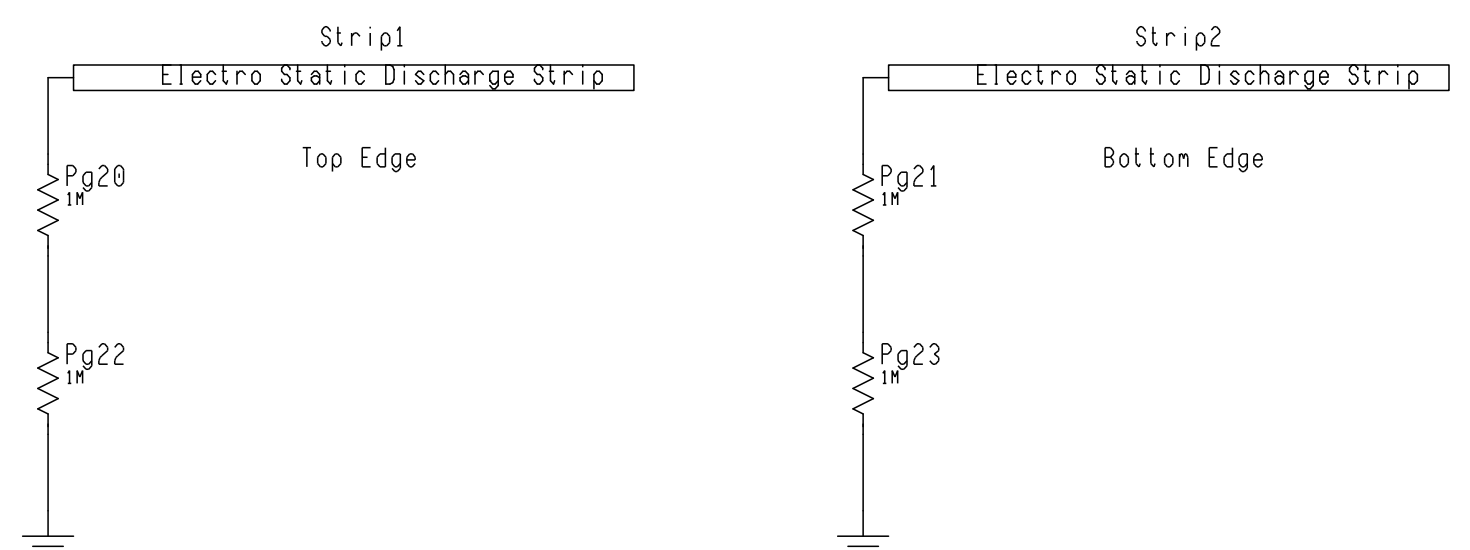 Strip1
Electro Static Discharge Strip
Top Edge
Pg20
1M
Pg22
1M
Strip2
Electro Static Discharge Strip
Bottom Edge
Pg21
1M
Pg23
1M